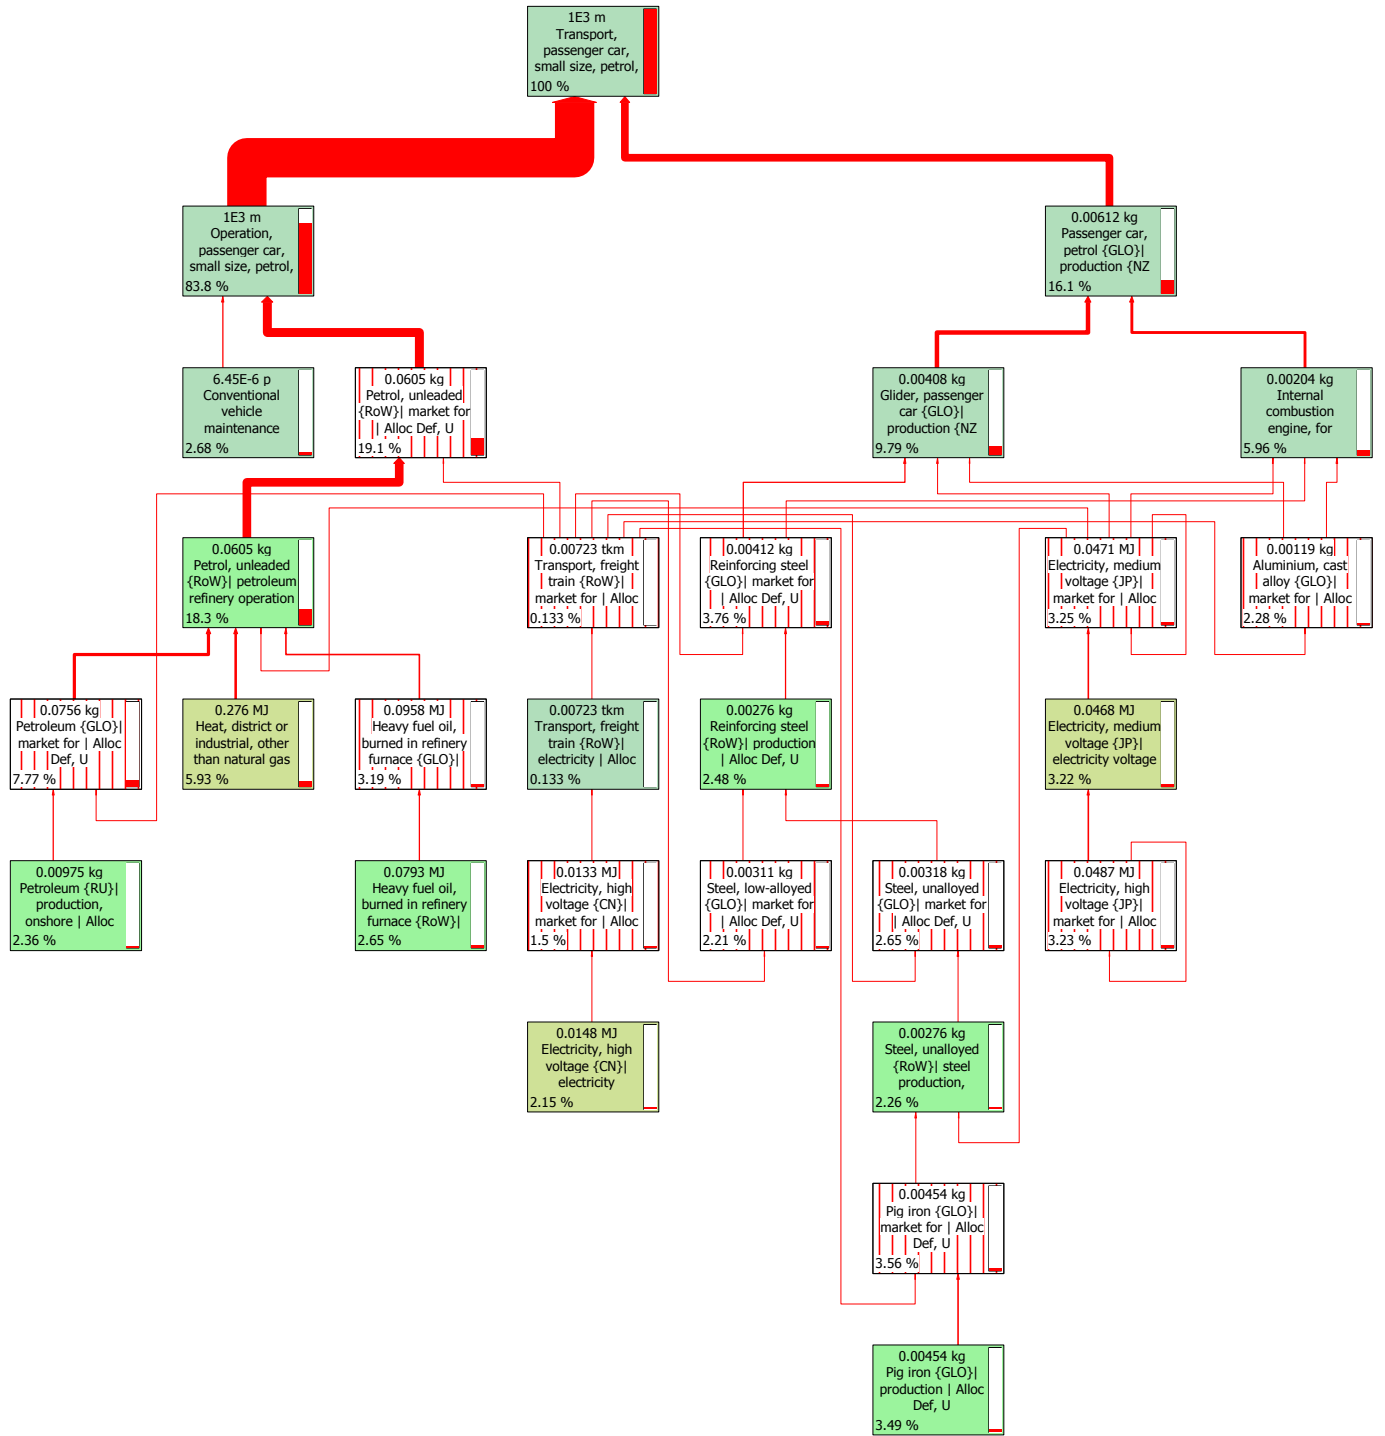 1E3 m
Transport,
passenger car,
small size, petrol,
100 %
1E3 m
Operation,
passenger car,
small size, petrol,
83.8 %
0.00612 kg
Passenger car,
petrol {GLO}|
production {NZ
16.1 %
6.45E-6 p
Conventional
vehicle
maintenance
2.68 %
0.0605 kg
Petrol, unleaded
{RoW}| market for
| Alloc Def, U
19.1 %
0.00408 kg
Glider, passenger
car {GLO}|
production {NZ
9.79 %
0.00204 kg
Internal
combustion
engine, for
5.96 %
0.0605 kg
Petrol, unleaded
{RoW}| petroleum
refinery operation
18.3 %
0.00723 tkm
Transport, freight
train {RoW}|
market for | Alloc
0.133 %
0.00412 kg
Reinforcing steel
{GLO}| market for
| Alloc Def, U
3.76 %
0.0471 MJ
Electricity, medium
voltage {JP}|
market for | Alloc
3.25 %
0.00119 kg
Aluminium, cast
alloy {GLO}|
market for | Alloc
2.28 %
0.0756 kg
Petroleum {GLO}|
market for | Alloc
Def, U
7.77 %
0.276 MJ
Heat, district or
industrial, other
than natural gas
5.93 %
0.0958 MJ
Heavy fuel oil,
burned in refinery
furnace {GLO}|
3.19 %
0.00723 tkm
Transport, freight
train {RoW}|
electricity | Alloc
0.133 %
0.00276 kg
Reinforcing steel
{RoW}| production
| Alloc Def, U
2.48 %
0.0468 MJ
Electricity, medium
voltage {JP}|
electricity voltage
3.22 %
0.00975 kg
Petroleum {RU}|
production,
onshore | Alloc
2.36 %
0.0793 MJ
Heavy fuel oil,
burned in refinery
furnace {RoW}|
2.65 %
0.0133 MJ
Electricity, high
voltage {CN}|
market for | Alloc
1.5 %
0.00311 kg
Steel, low-alloyed
{GLO}| market for
| Alloc Def, U
2.21 %
0.00318 kg
Steel, unalloyed
{GLO}| market for
| Alloc Def, U
2.65 %
0.0487 MJ
Electricity, high
voltage {JP}|
market for | Alloc
3.23 %
0.0148 MJ
Electricity, high
voltage {CN}|
electricity
2.15 %
0.00276 kg
Steel, unalloyed
{RoW}| steel
production,
2.26 %
0.00454 kg
Pig iron {GLO}|
market for | Alloc
Def, U
3.56 %
0.00454 kg
Pig iron {GLO}|
production | Alloc
Def, U
3.49 %